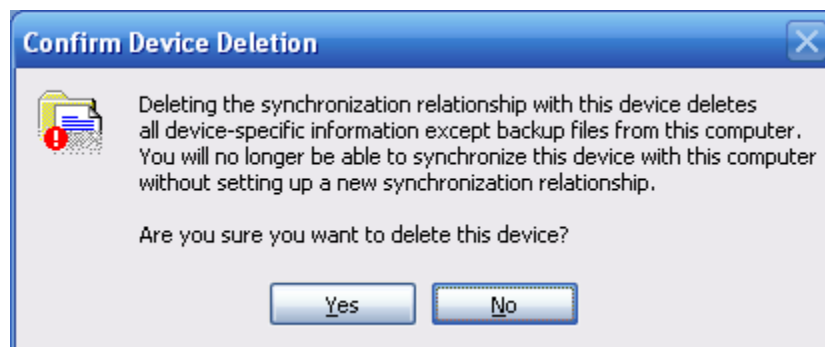 Confirm Device Deletion
Deleting the synchronization relationship with this device deletes
all device-specific information except backup files from this computer.
You will no longer be able to synchronize this device with this computer
without setting up a new synchronization relationship.
Are you sure you want to delete this device?
Yes No